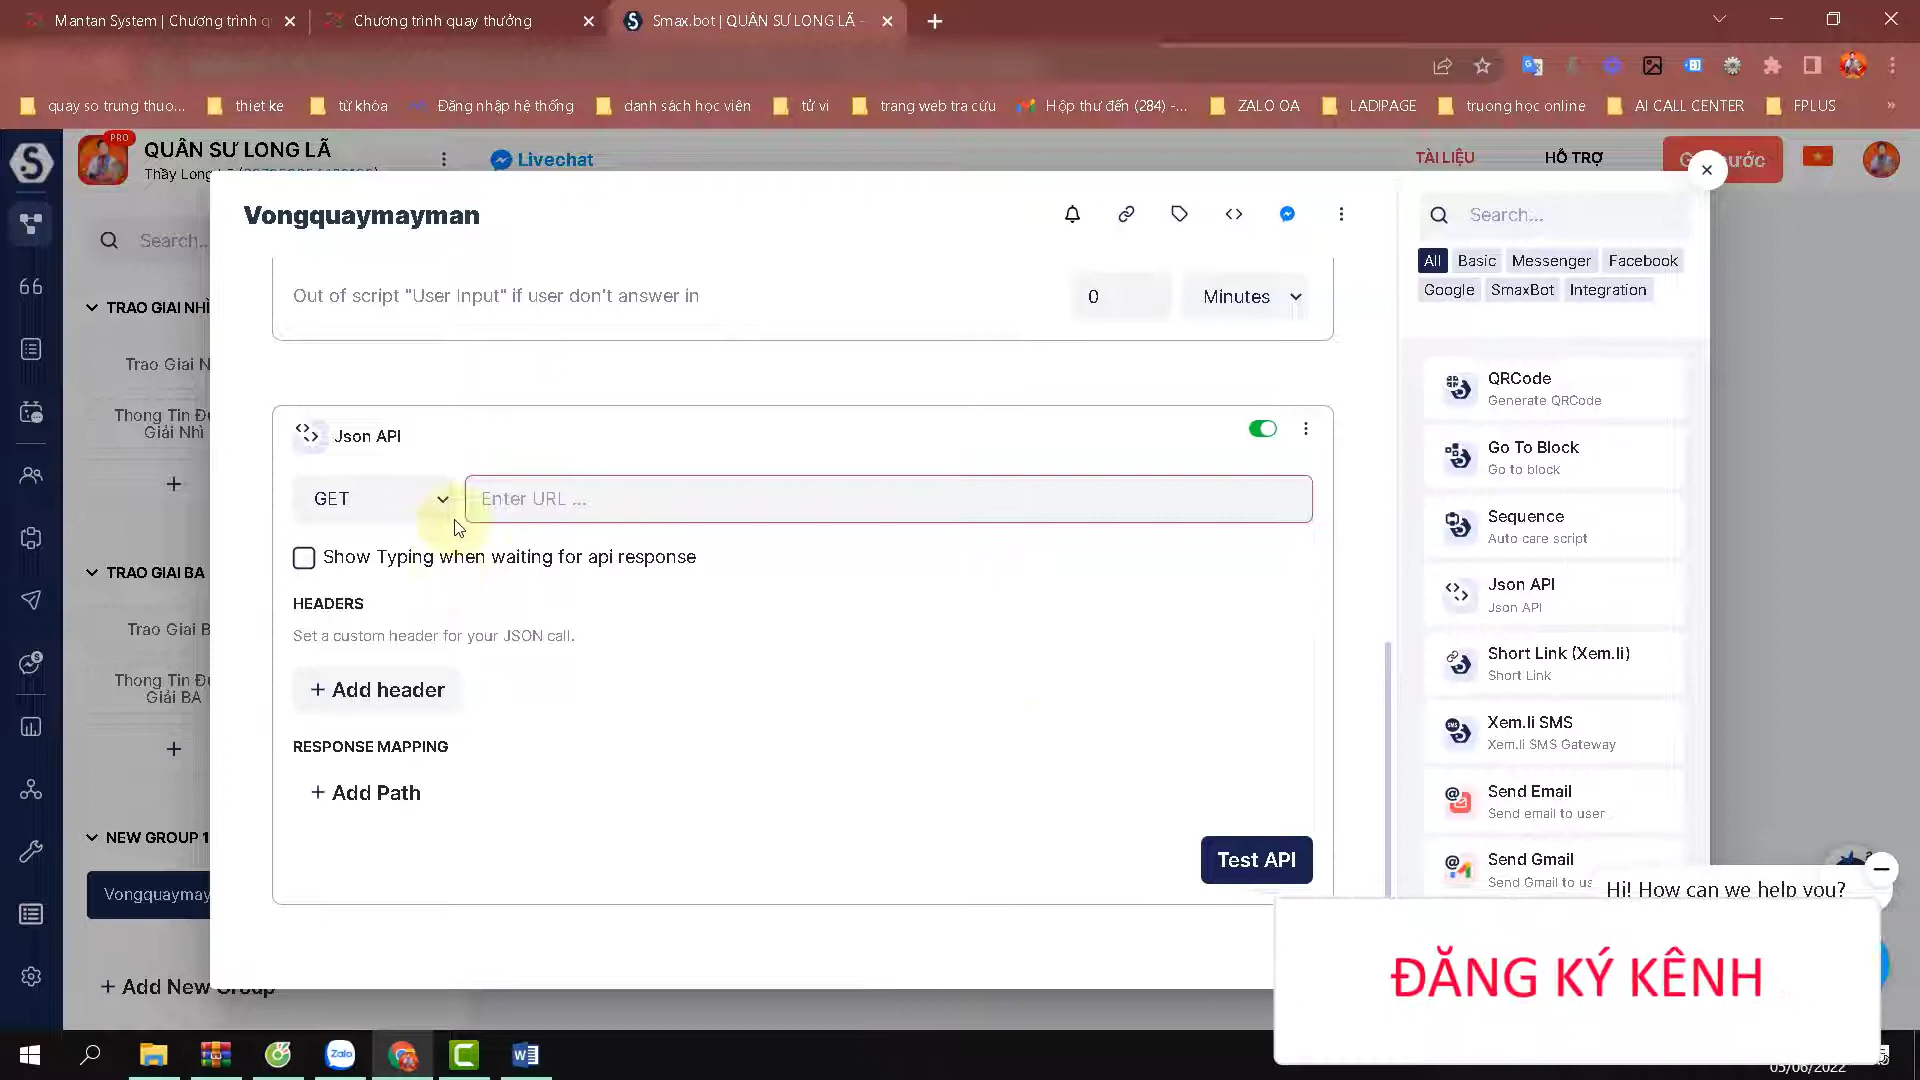 Mantan System | Chương trình q
Chương trình quay thưởng
Smax.bot | QUÂN SƯ LONG LÃ -
quay so trung thuo...
thiet ke
từ khóa
Đăng nhập hệ thống
danh sách học viên
tử vi
trang web tra cứu
Hộp thư đến (284) -...
ZALO OA
LADIPAGE
truong học online
AI CALL CENTER
FPLUS
»
PRO
QUÂN SƯ LONG LÃ
Thầy Long
Livechat
TÀI LIỆU
HỖ TRỢ
Vongquaymayman
Search...
Search..
All
Basic
Messenger
Facebook
Google
SmaxBot
Integration
Out of script "User Input" if user don't answer in
0
Minutes
TRAO GIAI NHÌ
Trao Giai N
Thong Tin Đư
Giải Nhì
Json API
GET
Enter URL ...
Show Typing when waiting for api response
HEADERS
Set a custom header for your JSON call.
+ Add header
RESPONSE MAPPING
+ Add Path
Test API
TRAO GIAI BA
Trao Giai B
Thong Tin Đư
Giải BA
NEW GROUP 1
Vongquaymay
+ Add New Group
QRCode
Generate QRCode
Go To Block
Go to block
Sequence
Auto care script
Json API
Json API
Short Link (Xem.li)
Short Link
Xem.li SMS
Xem.li SMS Gateway
Send Email
Send email to user
Send Gmail
Send Gmail to us
Hi! How can we help you?
ĐĂNG KÝ KÊNH
Zalo
05/06/2022